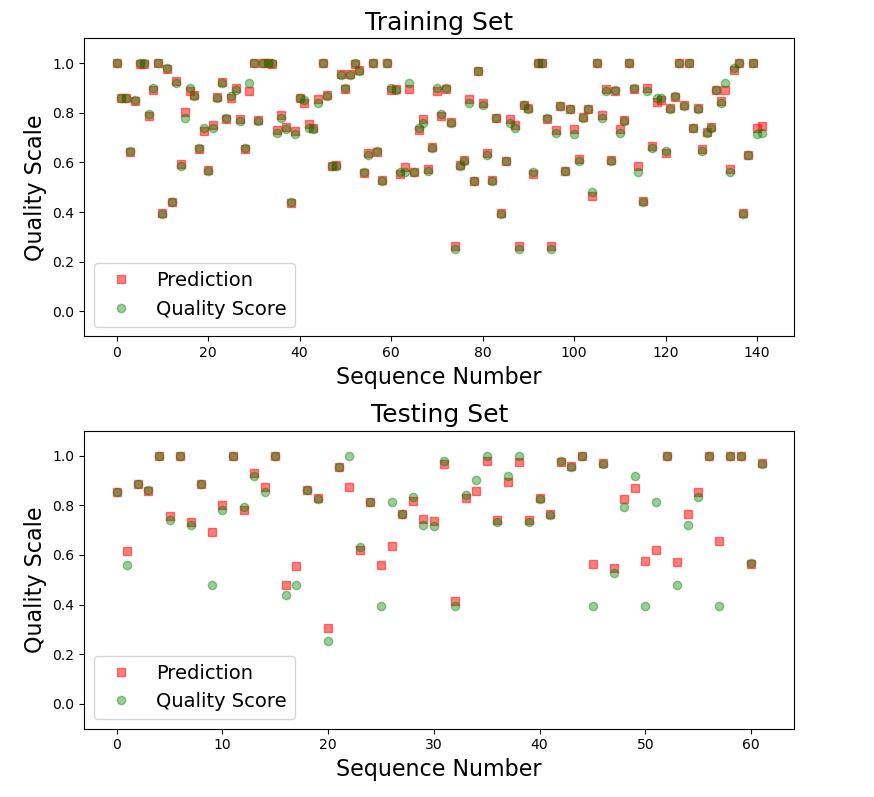 Training Set
1.0
0.8
0.6
0.4
0.2
0.0
Quality Scale
Prediction
Quality Score
0 20 40 60 80 100 120 140
Sequence Number
Testing Set
1.0
0.8
0.6
0.4
0.2
0.0
Quality Scale
Prediction
Quality Score
0 10 20 30 40 50 60
Sequence Number